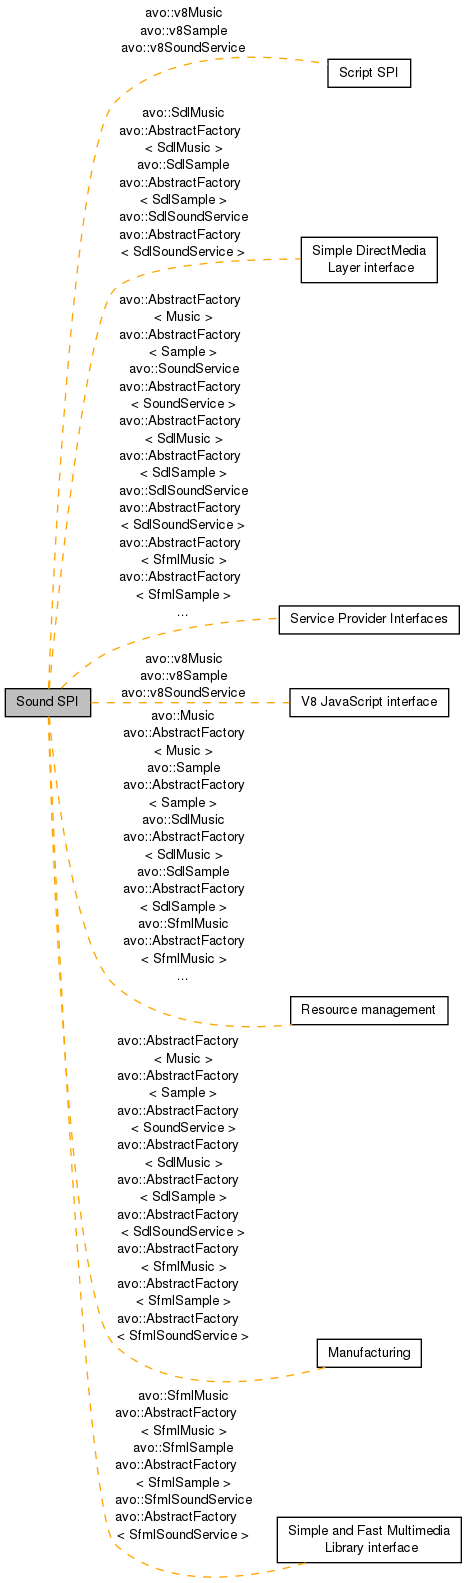 avo::v8Music
avo::v8Sample
avo::v8SoundService
Script SPI
avo::SdlMusic
avo::AbstractFactory
< SdlMusic >
avo::SdlSample
avo::AbstractFactory
< SdlSample >
avo::SdlSoundService
avo::AbstractFactory
< SdlSoundService >
Simple DirectMedia
Layer interface
avo::AbstractFactory
< Music >
avo::AbstractFactory
< Sample >
avo::SoundService
avo::AbstractFactory
< SoundService >
avo::AbstractFactory
< SdlMusic >
avo::AbstractFactory
< SdlSample >
avo::SdlSoundService
avo::AbstractFactory
< SdlSoundService >
avo::AbstractFactory
< SfmlMusic >
avo::AbstractFactory
< SfmlSample >
...
Service Provider Interfaces
avo::v8Music
avo::v8Sample
avo::v8SoundService
Sound SPI
V8 JavaScript interface
avo::Music
avo::AbstractFactory
< Music >
avo::Sample
avo::AbstractFactory
< Sample >
avo::SdlMusic
avo::AbstractFactory
< SdlMusic >
avo::SdlSample
avo::AbstractFactory
< SdlSample >
avo::SfmlMusic
avo::AbstractFactory
< SfmlMusic >
...
Resource management
avo::AbstractFactory
< Music >
avo::AbstractFactory
< Sample >
avo::AbstractFactory
< SoundService >
avo::AbstractFactory
< SdlMusic >
avo::AbstractFactory
< SdlSample >
avo::AbstractFactory
< SdlSoundService >
avo::AbstractFactory
< SfmlMusic >
avo::AbstractFactory
< SfmlSample >
avo::AbstractFactory
< SfmlSoundService >
Manufacturing
avo::SfmlMusic
avo::AbstractFactory
< SfmlMusic >
avo::SfmlSample
avo::AbstractFactory
< SfmlSample >
avo::SfmlSoundService
avo::AbstractFactory
< SfmlSoundService >
Simple and Fast Multimedia
Library interface